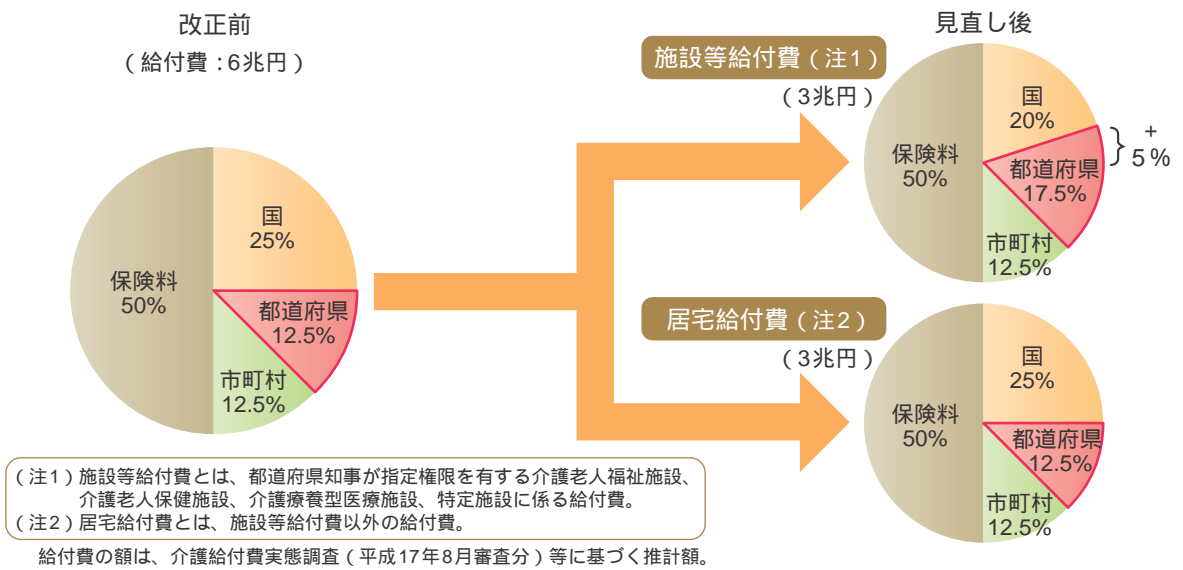 改正前
（給付費：6兆円）
保険料
50%
国
25%
都道府県
12.5%
市町村
12.5%
見直し後
施設等給付費（注1）
（3兆円）
保険料
50%
国
20%
都道府県
17.5%
市町村
12.5%
+
5％
居宅給付費（注2）
（3兆円）
保険料
50%
国
25%
都道府県
12.5%
市町村
12.5%
（注1）施設等給付費とは、都道府県知事が指定権限を有する介護老人福祉施設、
介護老人保健施設、介護療養型医療施設、特定施設に係る給付費。
（注2）居宅給付費とは、施設等給付費以外の給付費。
給付費の額は、介護給付費実態調査（平成17年8月審査分）等に基づく推計額。